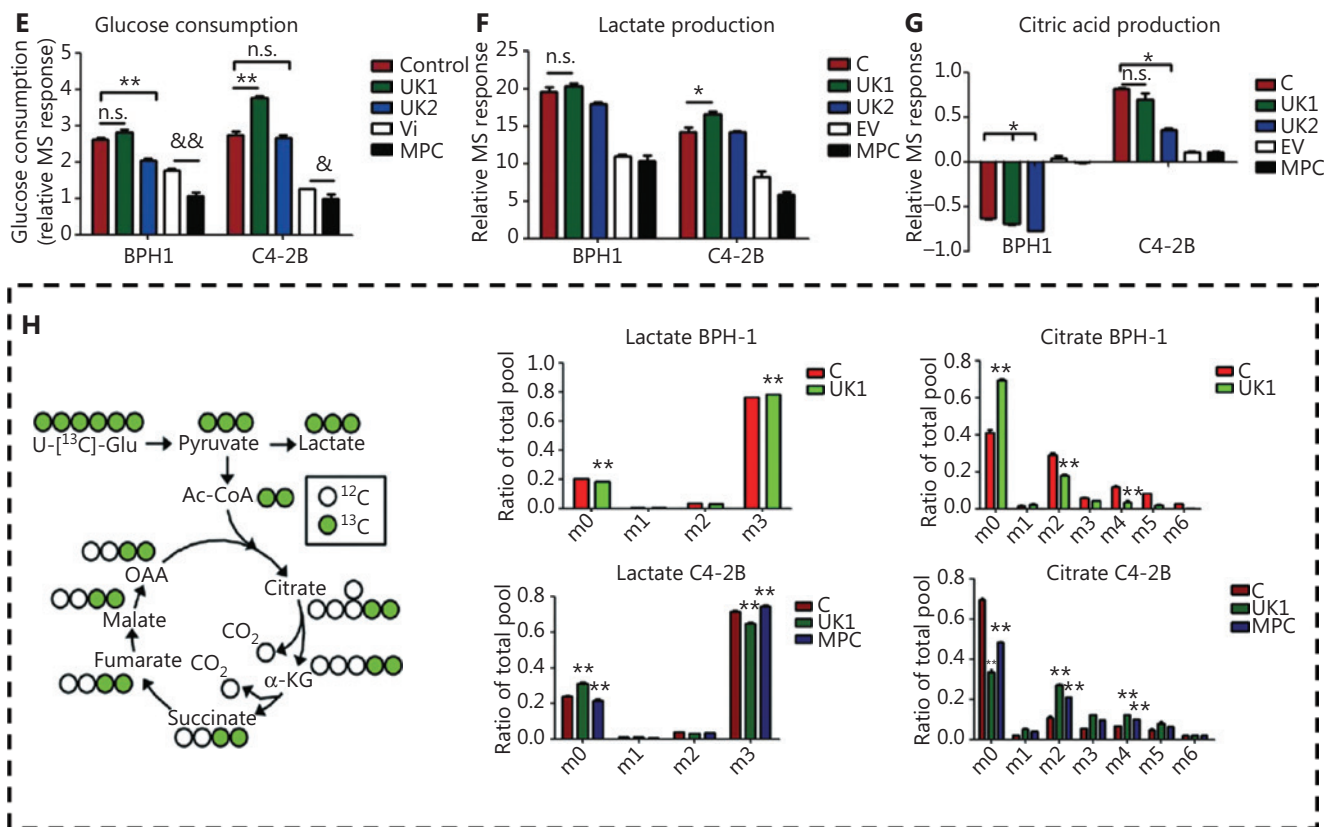 E Glucose consumption
Glucose consumption
(relative MS response)
5
4
3
2
1
0
n.s.
**
n.s.
&&
n.s.
**
&
BPH1 C4-2B
Control
UK1
UK2
Vi
MPC
F Lactate production
Relative MS response
25
20
15
10
5
0
n.s.
*
BPH1 C4-2B
C
UK1
UK2
EV
MPC
G Citric acid production
Relative MS response
1.0
0.5
0.0
−0.5
−1.0
*
*
n.s.
BPH1 C4-2B
C
UK1
UK2
EV
MPC
H
U-[13C]-Glu Pyruvate Lactate
Ac-CoA
12C
13C
OAA
Citrate
Malate
CO2
Fumarate
CO2
α-KG
Succinate
Lactate BPH-1
Ratio of total pool
1.0
0.8
0.6
0.4
0.2
0.0
**
**
m0 m1 m2 m3
C
UK1
Citrate BPH-1
Ratio of total pool
0.8
0.6
0.4
0.2
0.0
**
**
**
m0 m1 m2 m3 m4 m5 m6
C
UK1
Lactate C4-2B
Ratio of total pool
0.8
0.6
0.4
0.2
0.0
**
**
**
**
m0 m1 m2 m3
C
UK1
MPC
Citrate C4-2B
Ratio of total pool
0.8
0.6
0.4
0.2
0.0
**
**
**
**
**
**
m0 m1 m2 m3 m4 m5 m6
C
UK1
MPC